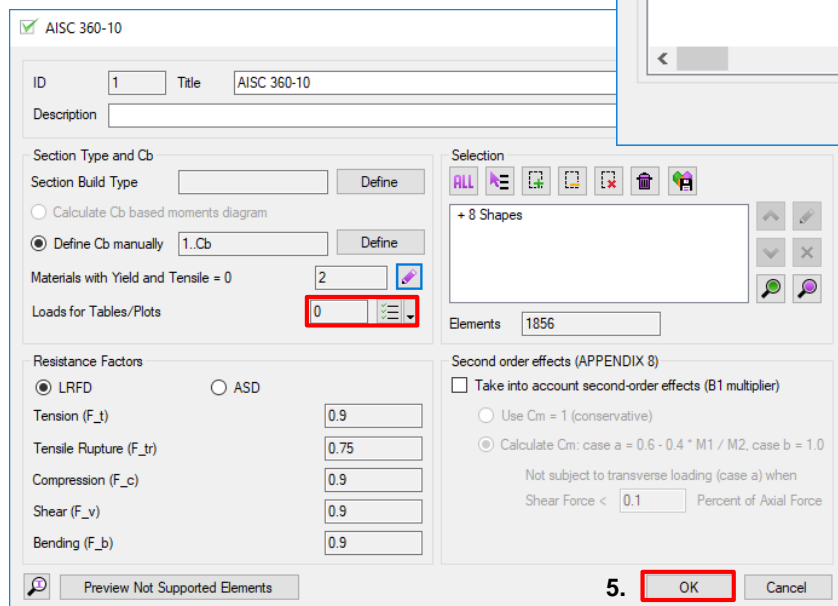 AISC 360-10
ID 1 Title AISC 360-10
Description
Section Type and Cb
Section Build Type Define
Calculate Cb based moments diagram
Define Cb manually 1..Cb Define
Materials with Yield and Tensile = 0 2
Loads for Tables/Plots 0
Selection
ALL
+ 8 Shapes
Elements 1856
Resistance Factors
LRFD ASD
Tension (F_t) 0.9
Tensile Rupture (F_tr) 0.75
Compression (F_c) 0.9
Shear (F_v) 0.9
Bending (F_b) 0.9
Second order effects (APPENDIX 8)
Take into account second-order effects (B1 multiplier)
Use Cm = 1 (conservative)
Calculate Cm: case a = 0.6 - 0.4 * M1 / M2, case b = 1.0
Not subject to transverse loading (case a) when
Shear Force < 0.1 Percent of Axial Force
Preview Not Supported Elements
5. OK Cancel